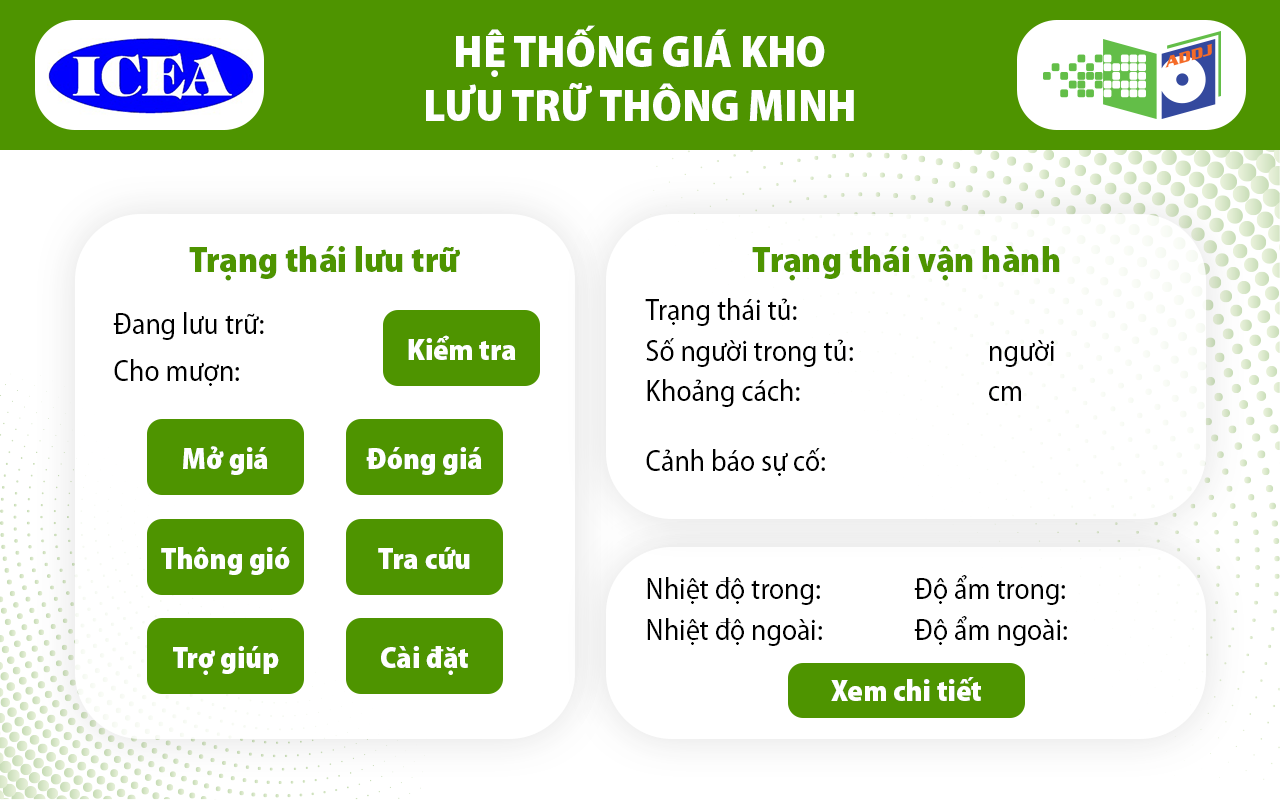 ICEA
HỆ THỐNG GIÁ KHO
LƯU TRỮ THÔNG MINH
ADDJ
Trạng thái lưu trữ
Đang lưu trữ:
Cho mượn:
Kiểm tra
Mở giá
Đóng giá
Thông gió
Tra cứu
Trợ giúp
Cài đặt
Trạng thái vận hành
Trạng thái tủ:
Số người trong tủ: người
Khoảng cách: cm
Cảnh báo sự cố:
Nhiệt độ trong: Độ ẩm trong:
Nhiệt độ ngoài: Độ ẩm ngoài:
Xem chi tiết